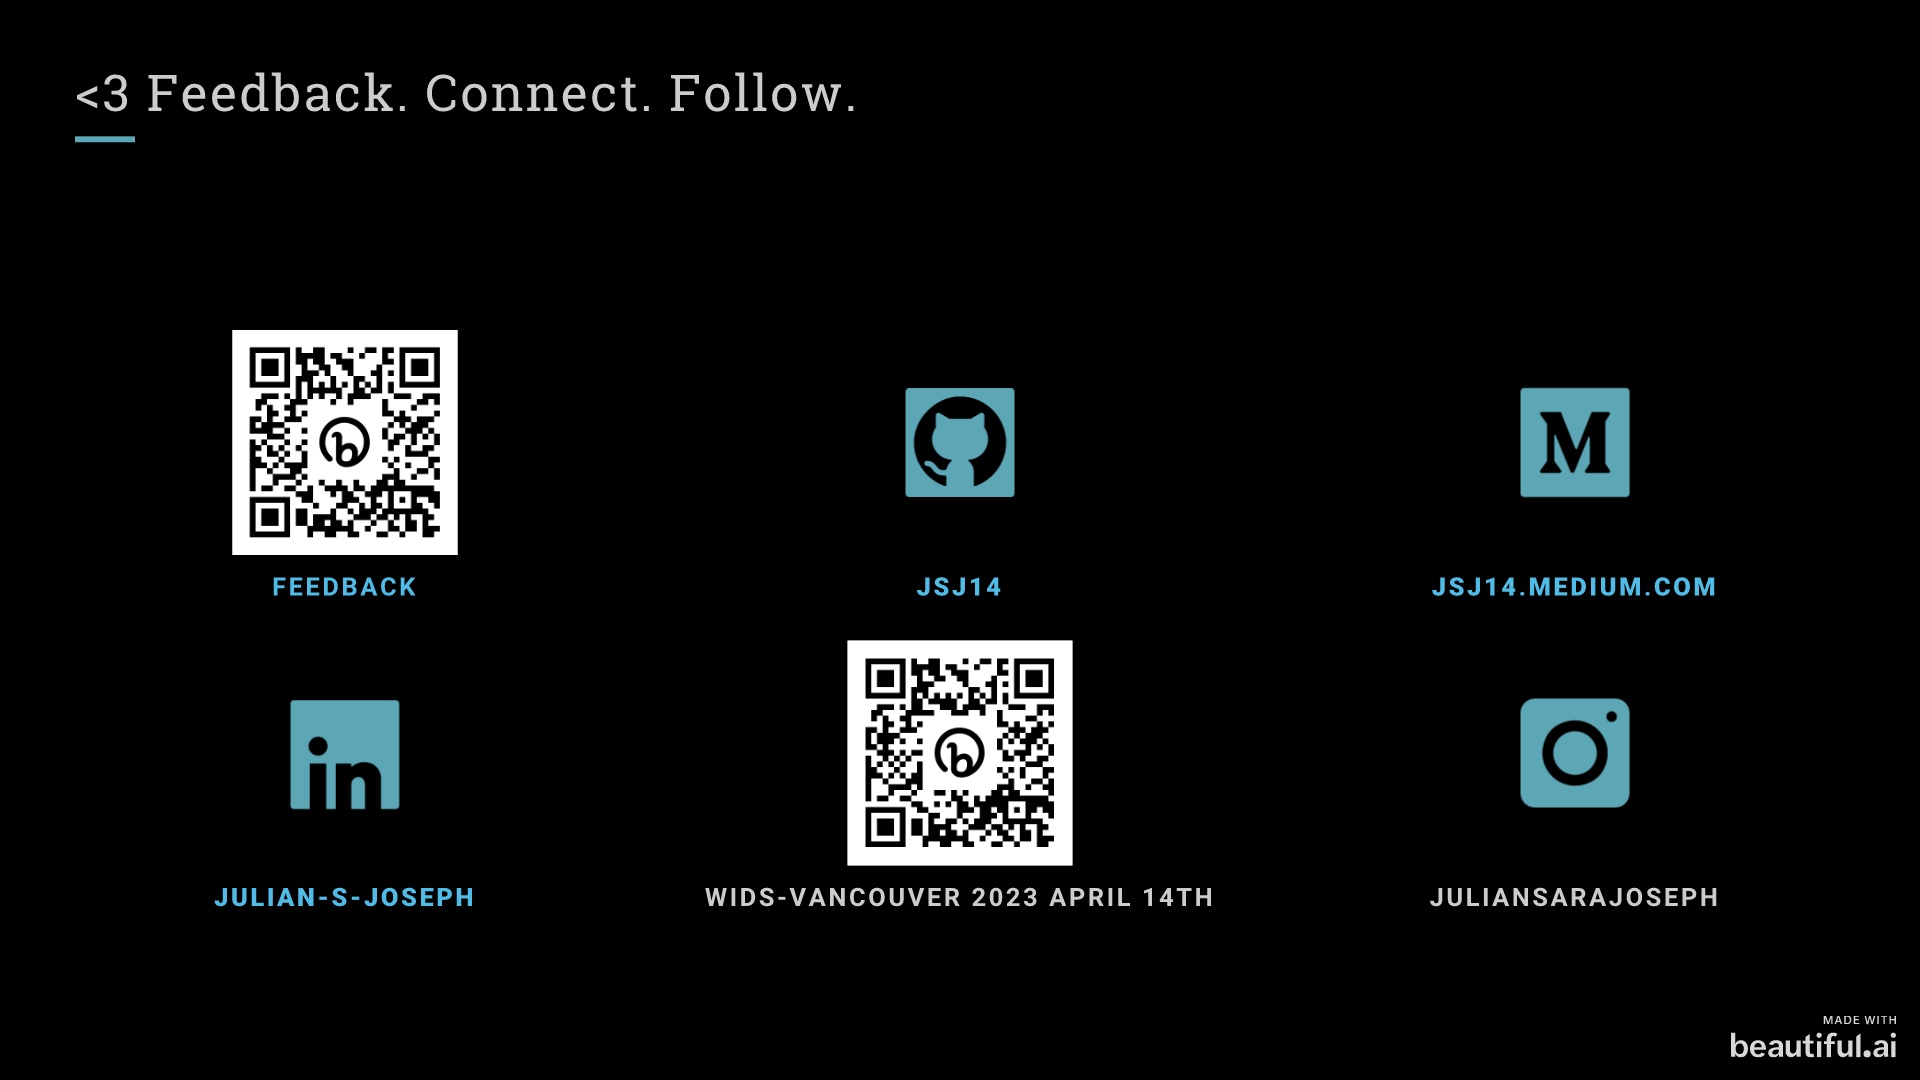 <3 Feedback. Connect. Follow.
FEEDBACK
JSJ14
JSJ14.MEDIUM.COM
JULIAN-S-JOSEPH
WIDS-VANCOUVER 2023 APRIL 14TH
JULIANSARAJOSEPH
MADE WITH
beautiful.ai